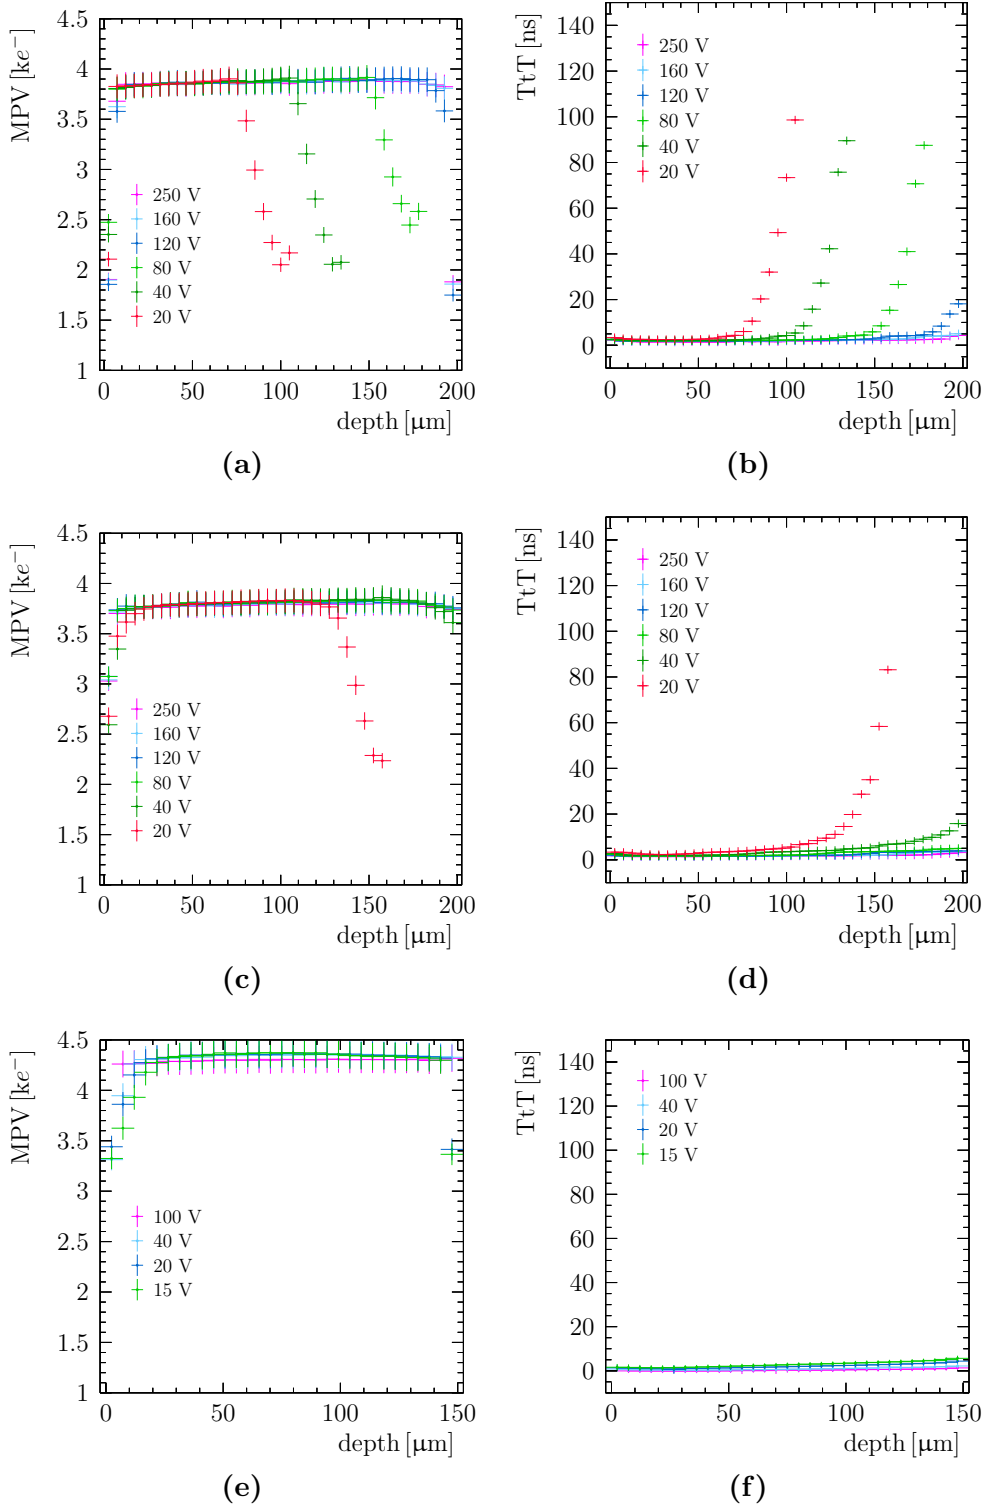 MPV [ke⁻]
4.5
4
3.5
3
2.5
2
1.5
1
250 V
160 V
120 V
80 V
40 V
20 V
0 50 100 150 200
depth [μm]
(a)
TtT [ns]
140
120
100
80
60
40
20
0
250 V
160 V
120 V
80 V
40 V
20 V
0 50 100 150 200
depth [μm]
(b)
MPV [ke⁻]
4.5
4
3.5
3
2.5
2
1.5
1
250 V
160 V
120 V
80 V
40 V
20 V
0 50 100 150 200
depth [μm]
(c)
TtT [ns]
140
120
100
80
60
40
20
0
250 V
160 V
120 V
80 V
40 V
20 V
0 50 100 150 200
depth [μm]
(d)
MPV [ke⁻]
4.5
4
3.5
3
2.5
2
1.5
1
100 V
40 V
20 V
15 V
0 50 100 150
depth [μm]
(e)
TtT [ns]
140
120
100
80
60
40
20
0
100 V
40 V
20 V
15 V
0 50 100 150
depth [μm]
(f)